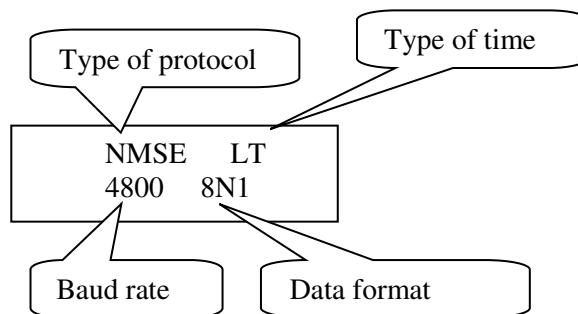 Type of time
Type of protocol
NMSE LT
4800 8N1
Baud rate Data format